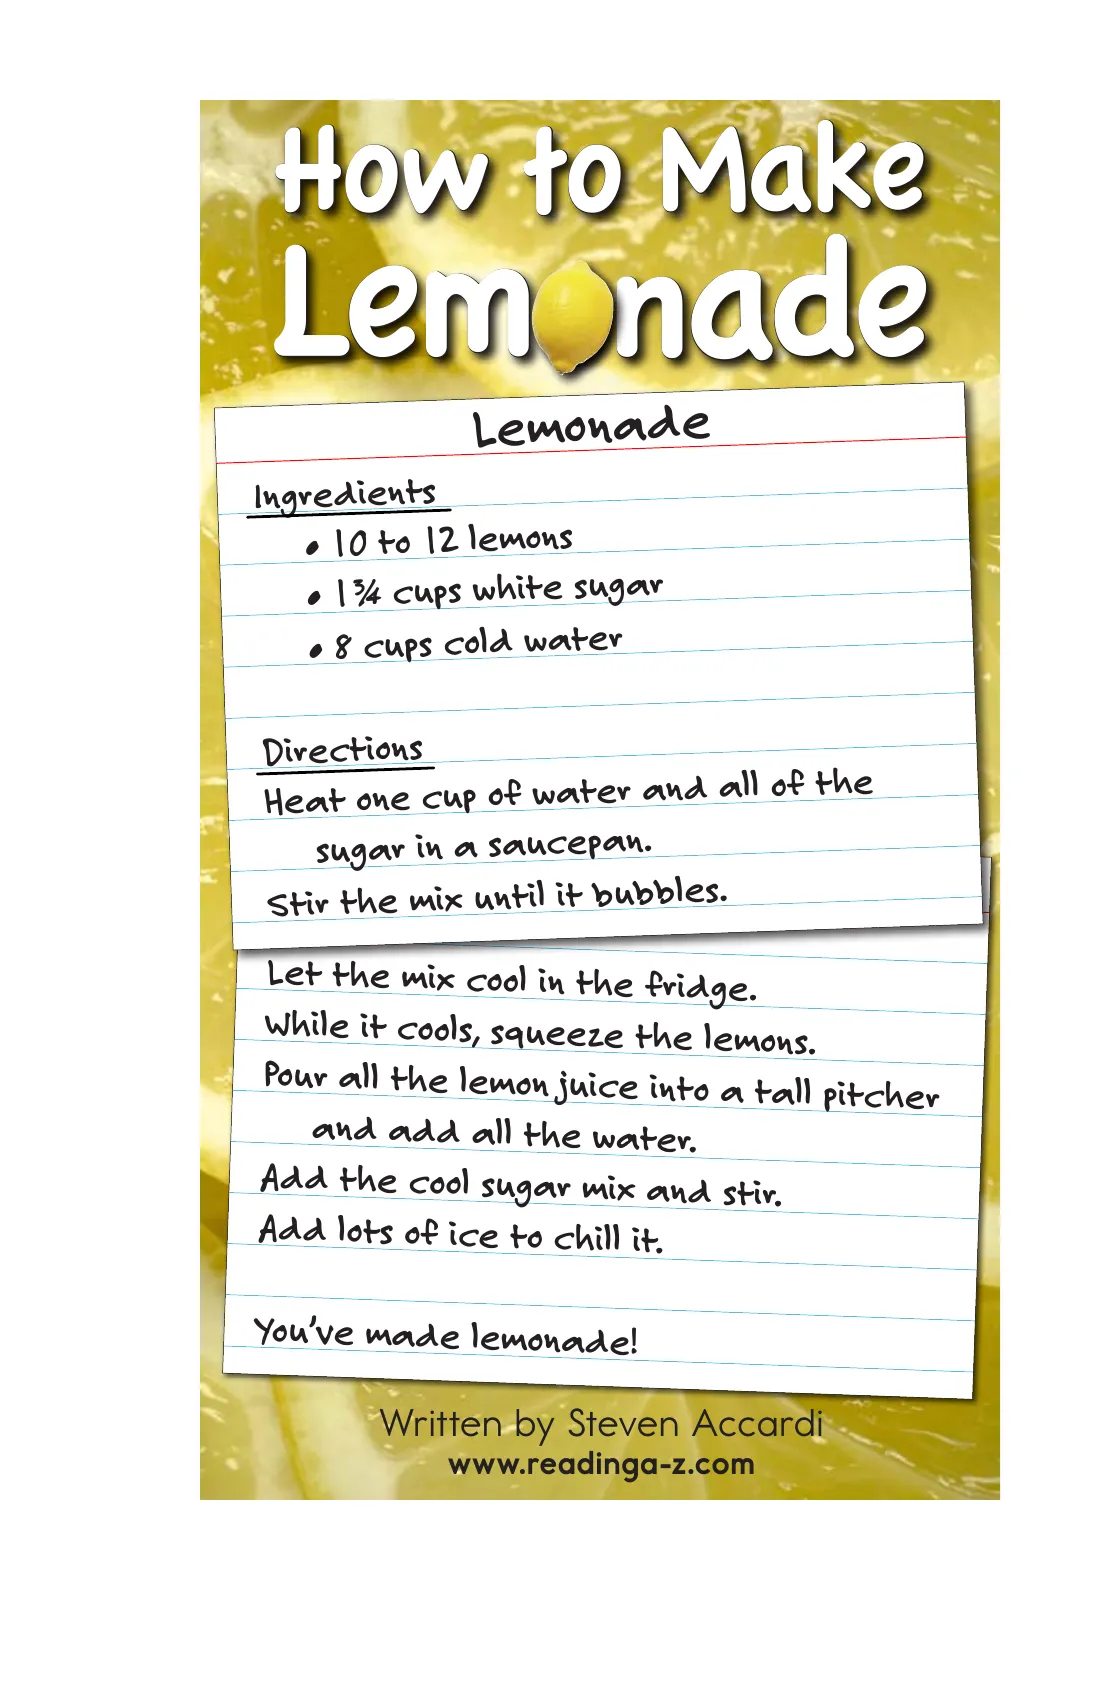 How to Make
Lemonade
Lemonade
Ingredients
• 10 to 12 lemons
• 1¾ cups white sugar
• 8 cups cold water
Directions
Heat one cup of water and all of the
sugar in a saucepan.
Stir the mix until it bubbles.
Let the mix cool in the fridge.
While it cools, squeeze the lemons.
Pour all the lemon juice into a tall pitcher
and add all the water.
Add the cool sugar mix and stir.
Add lots of ice to chill it.
You've made lemonade!
Written by Steven Accardi
www.readinga-z.com